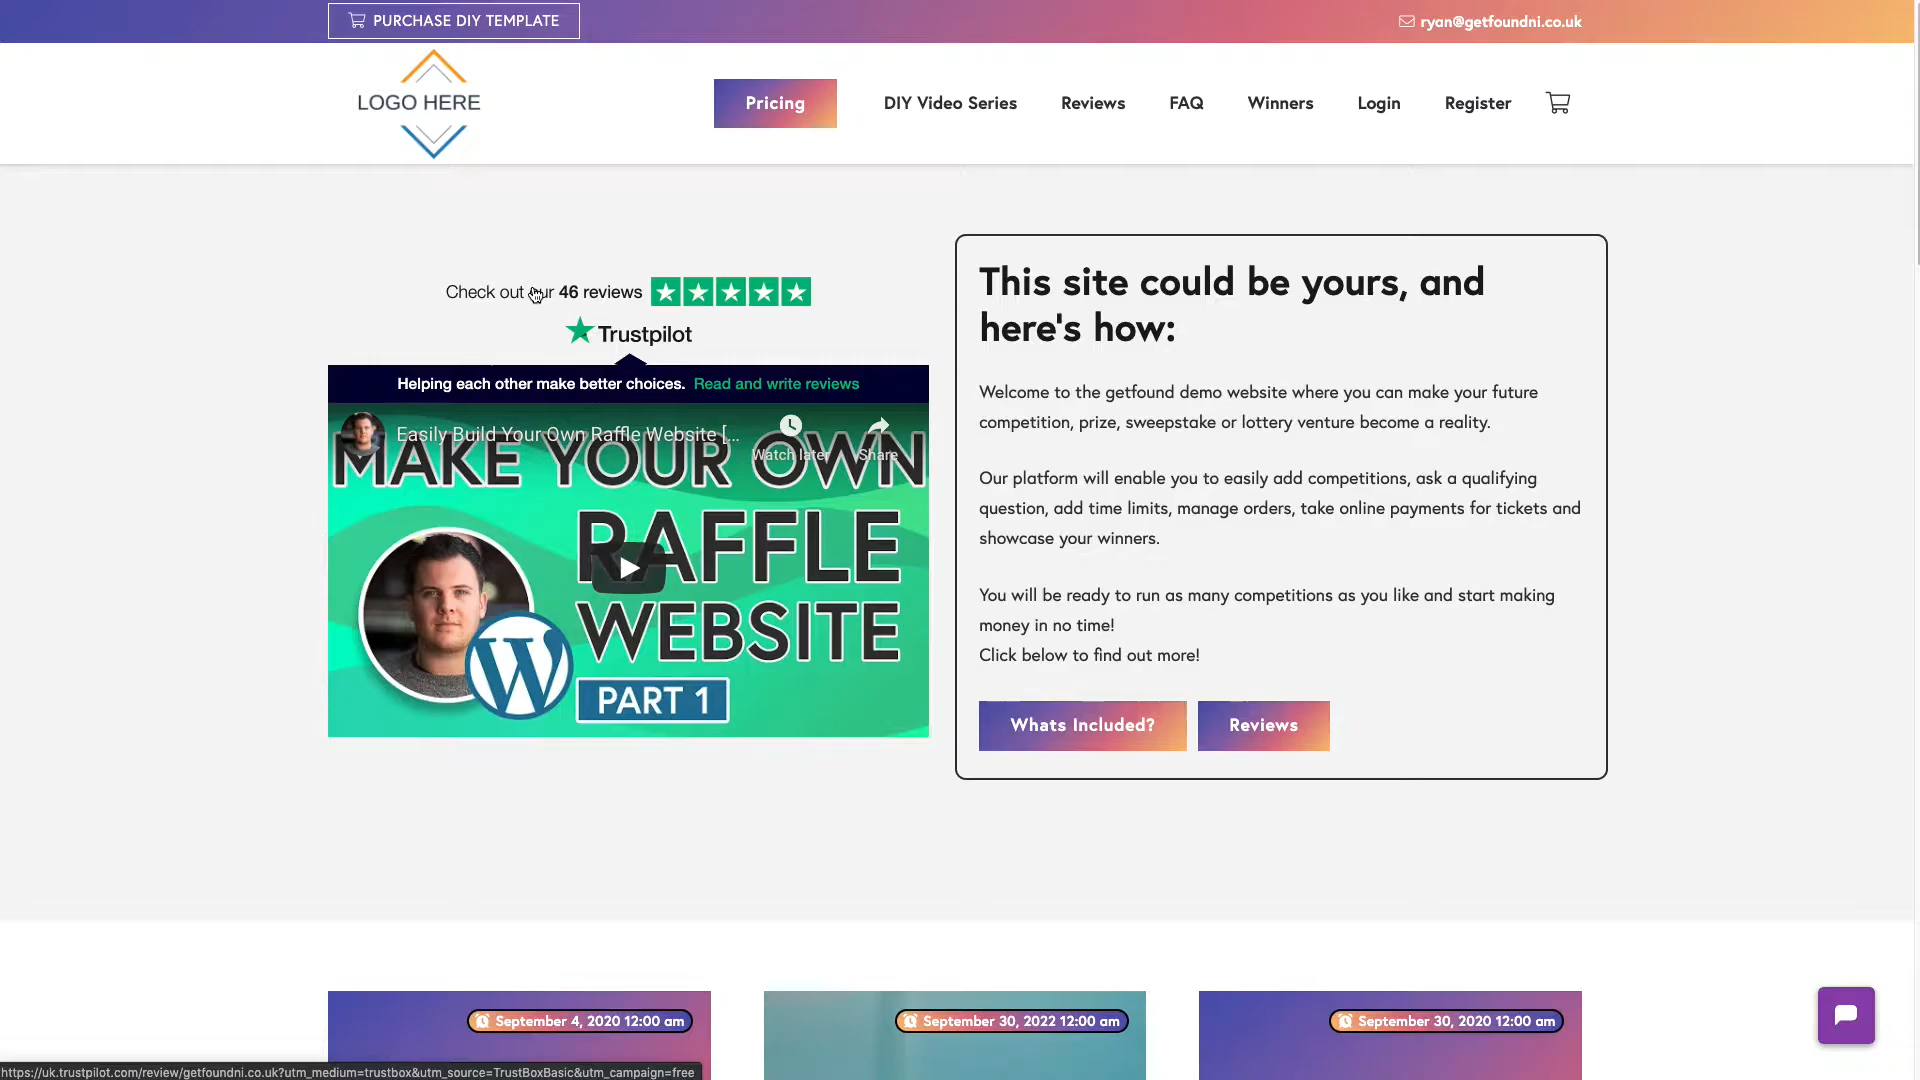 PURCHASE DIY TEMPLATE
ryan@getfoundni.co.uk
LOGO HERE
Pricing
DIY Video Series
Reviews
FAQ
Winners
Login
Register
Check out our 46 reviews
Trustpilot
Helping each other make better choices. Read and write reviews
Easily Build Your Own Raffle Website [...
Watch later
Share
MAKE YOUR OWN
RAFFLE
WEBSITE
PART 1
This site could be yours, and
here's how:
Welcome to the getfound demo website where you can make your future
competition, prize, sweepstake or lottery venture become a reality.
Our platform will enable you to easily add competitions, ask a qualifying
question, add time limits, manage orders, take online payments for tickets and
showcase your winners.
You will be ready to run as many competitions as you like and start making
money in no time!
Click below to find out more!
Whats Included?
Reviews
September 4, 2020 12:00 am
September 30, 2022 12:00 am
September 30, 2020 12:00 am
https://uk.trustpilot.com/review/getfoundni.co.uk?utm_medium=trustbox&utm_source=TrustBoxBasic&utm_campaign=free